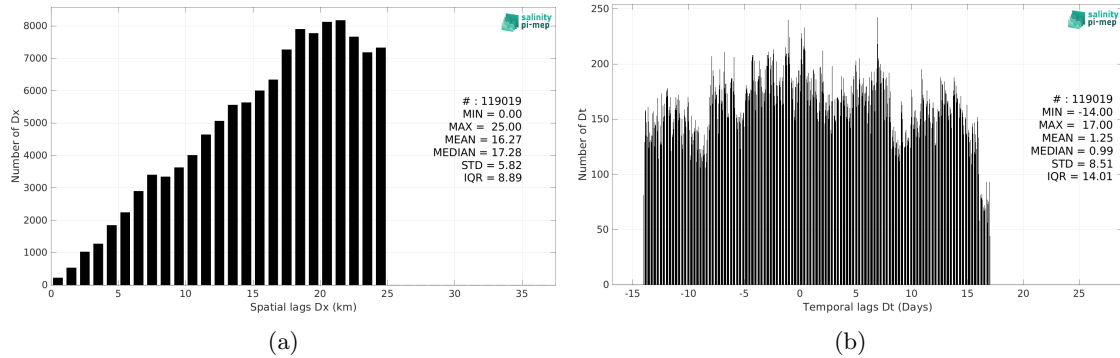 8000
7000
6000
5000
4000
3000
2000
1000
0
Number of Dx
0 5 10 15 20 25 30 35
Spatial lags Dx (km)
salinity
pi-mep
# : 119019
MIN = 0.00
MAX = 25.00
MEAN = 16.27
MEDIAN = 17.28
STD = 5.82
IQR = 8.89
(a)
250
200
150
100
50
0
Number of Dt
-15 -10 -5 0 5 10 15 20 25
Temporal lags Dt (Days)
salinity
pi-mep
# : 119019
MIN = -14.00
MAX = 17.00
MEAN = 1.25
MEDIAN = 0.99
STD = 8.51
IQR = 14.01
(b)